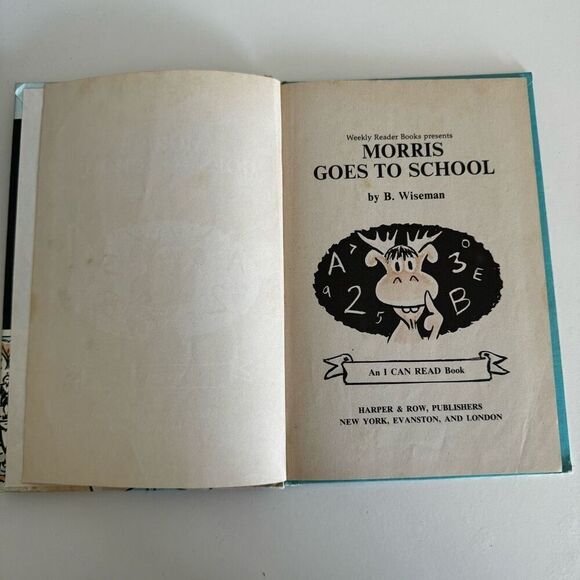 Weekly Reader Books presents
MORRIS
GOES TO SCHOOL
by B. Wiseman
A 7 3 E
9 2 5 B
An I CAN READ Book
HARPER & ROW, PUBLISHERS
NEW YORK, EVANSTON, AND LONDON